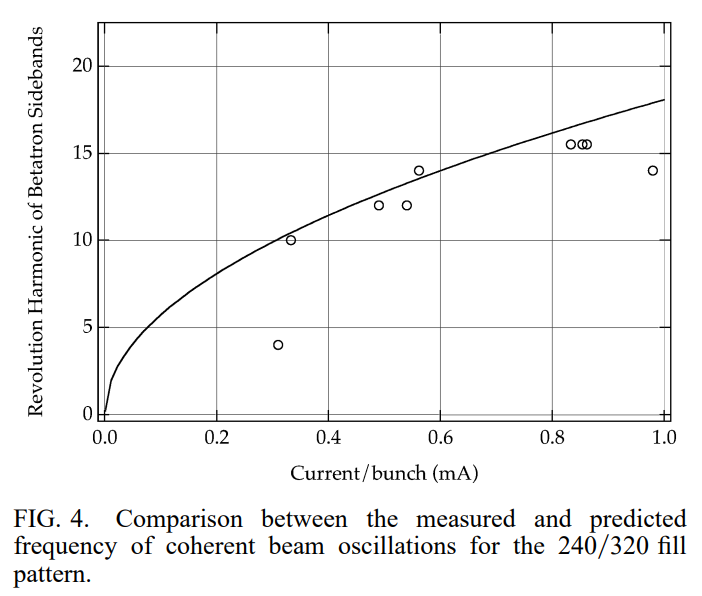 Revolution Harmonic of Betatron Sidebands
20
15
10
5
0
0.0 0.2 0.4 0.6 0.8 1.0
Current/bunch (mA)
FIG. 4. Comparison between the measured and predicted
frequency of coherent beam oscillations for the 240/320 fill
pattern.